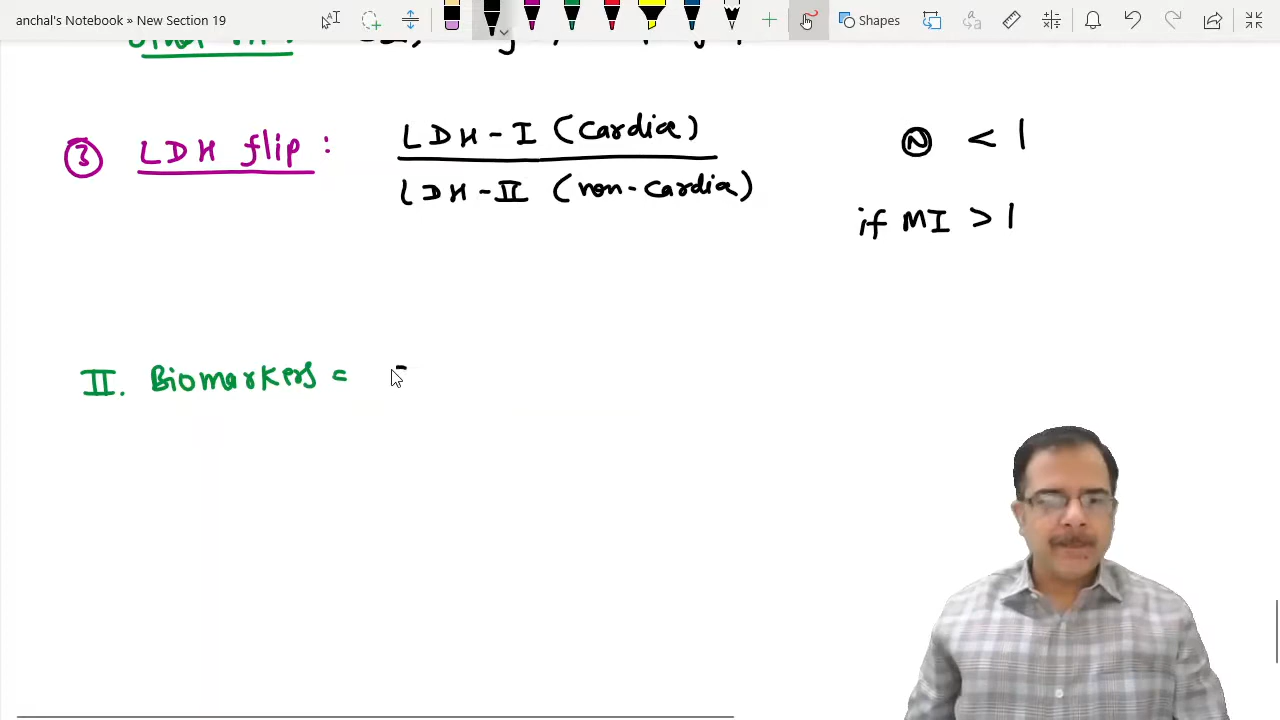 anchal's Notebook » New Section 19
Shapes
③ LDH flip : LDH-I (Cardiac)
LDH-II (non-Cardiac)
Ⓝ < 1
if MI > 1
II. Biomarkers =